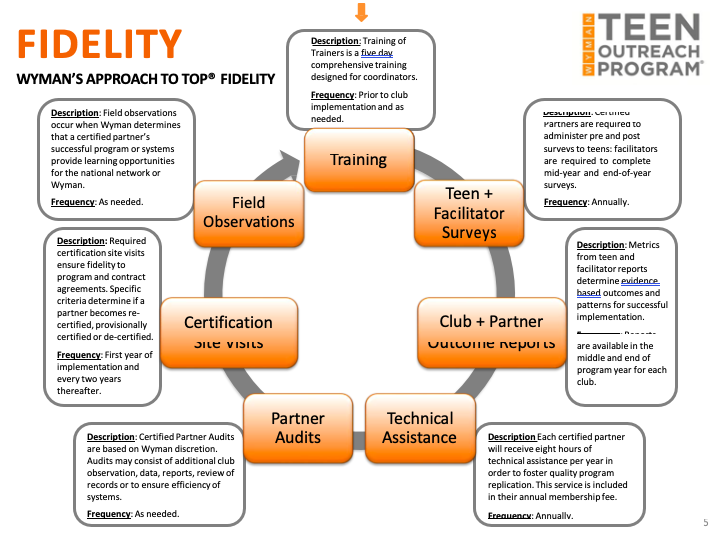 FIDELITY
WYMAN'S APPROACH TO TOP® FIDELITY
WYMAN
TEEN
OUTREACH
PROGRAM®
Description: Training of
Trainers is a five day
comprehensive training
designed for coordinators.
Frequency: Prior to club
implementation and as
needed.
Training
Description: Certified
Partners are required to
administer pre and post
surveys to teens: facilitators
are required to complete
mid-year and end-of-year
surveys.
Frequency: Annually.
Teen +
Facilitator
Surveys
Description: Metrics
from teen and
facilitator reports
determine evidence
based outcomes and
patterns for successful
implementation.
Frequency: Reports
are available in the
middle and end of
program year for each
club.
Club + Partner
Outcome Reports
Technical
Assistance
Description Each certified partner
will receive eight hours of
technical assistance per year in
order to foster quality program
replication. This service is included
in their annual membership fee.
Frequency: Annually.
Partner
Audits
Description: Certified Partner Audits
are based on Wyman discretion.
Audits may consist of additional club
observation, data, reports, review of
records or to ensure efficiency of
systems.
Frequency: As needed.
Certification
Site Visits
Description: Required
certification site visits
ensure fidelity to
program and contract
agreements. Specific
criteria determine if a
partner becomes re-
certified, provisionally
certified or de-certified.
Frequency: First year of
implementation and
every two years
thereafter.
Field
Observations
Description: Field observations
occur when Wyman determines
that a certified partner's
successful program or systems
provide learning opportunities
for the national network or
Wyman.
Frequency: As needed.
5